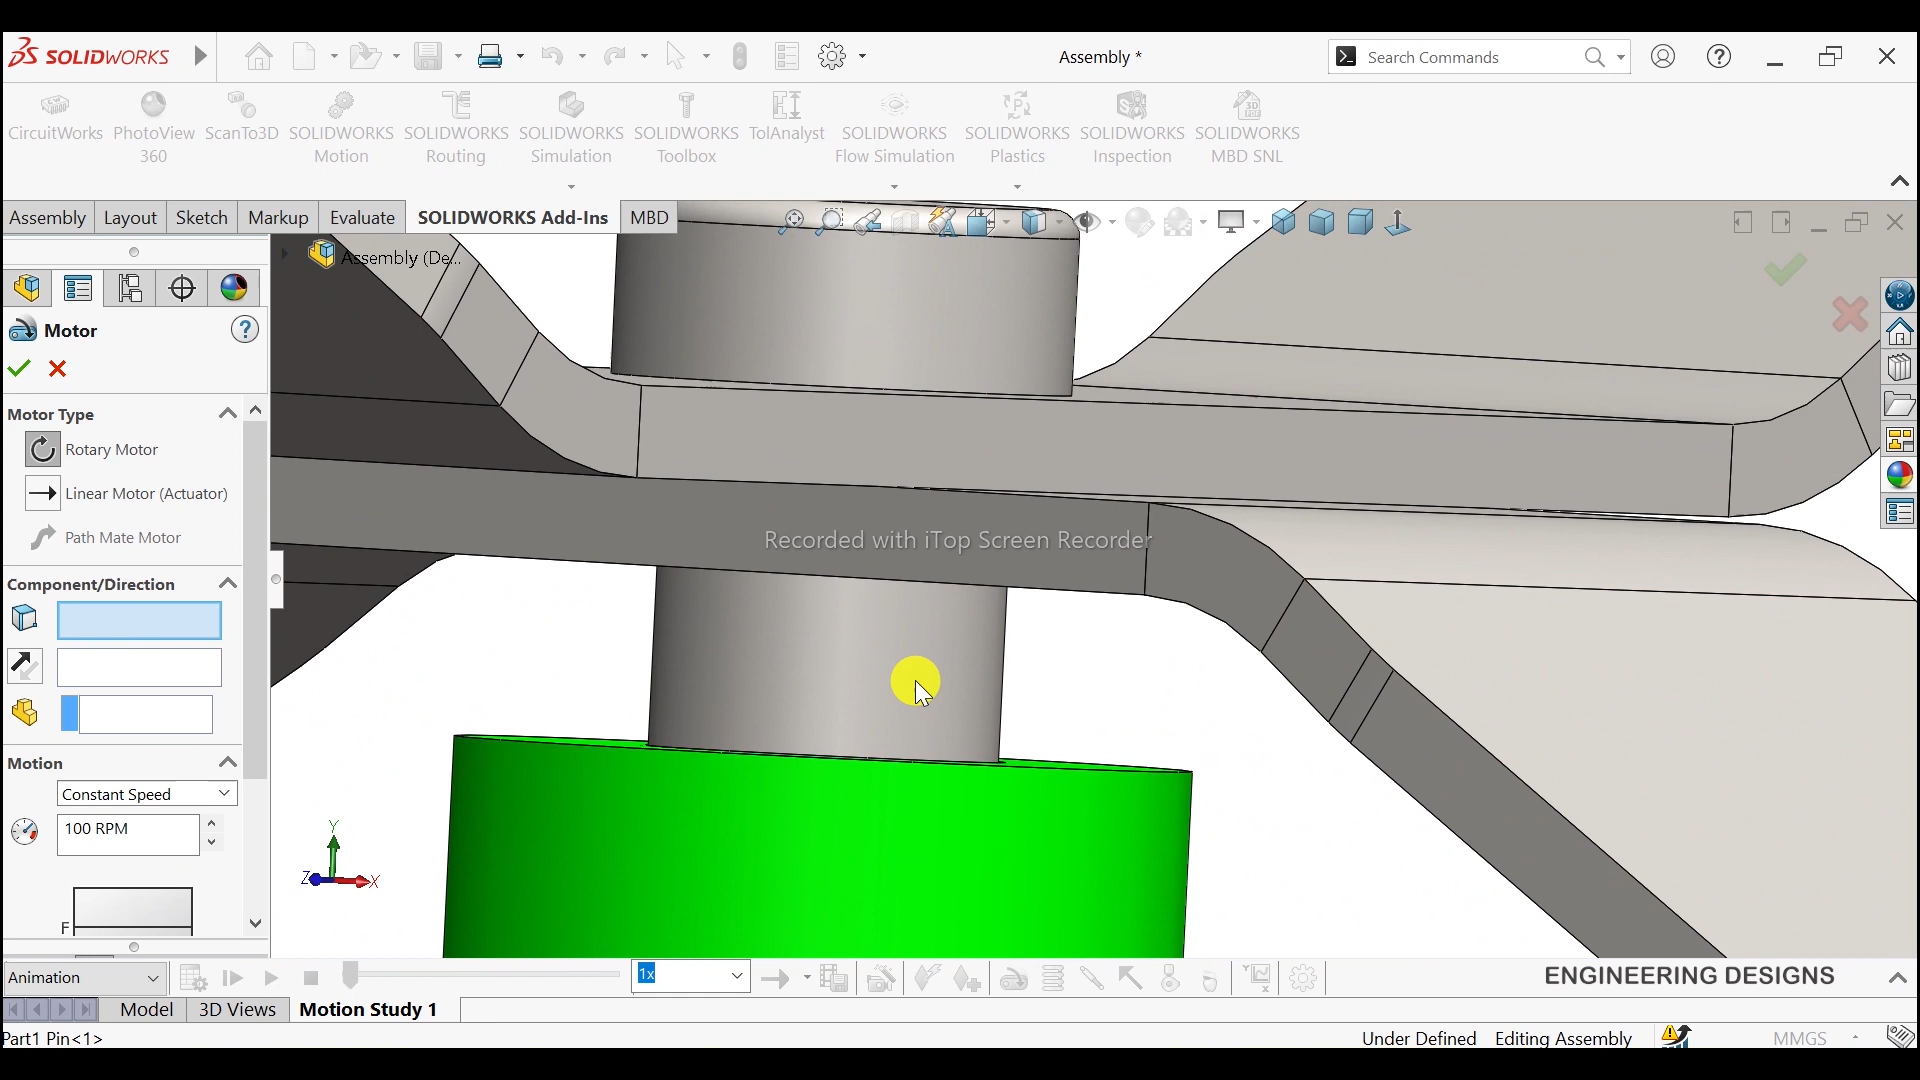 SOLIDWORKS
Assembly *
Search Commands
CircuitWorks
PhotoView
360
ScanTo3D
SOLIDWORKS
Motion
SOLIDWORKS
Routing
SOLIDWORKS
Simulation
SOLIDWORKS
Toolbox
TolAnalyst
SOLIDWORKS
Flow Simulation
SOLIDWORKS
Plastics
SOLIDWORKS
Inspection
SOLIDWORKS
MBD SNL
Assembly
Layout
Sketch
Markup
Evaluate
SOLIDWORKS Add-Ins
MBD
Assembly (De...
Motor
Motor Type
Rotary Motor
Linear Motor (Actuator)
Path Mate Motor
Component/Direction
Motion
Constant Speed
100 RPM
F
Recorded with iTop Screen Recorder
Y
Z
X
Animation
1x
ENGINEERING DESIGNS
Model
3D Views
Motion Study 1
Part1 Pin<1>
Under Defined
Editing Assembly
MMGS